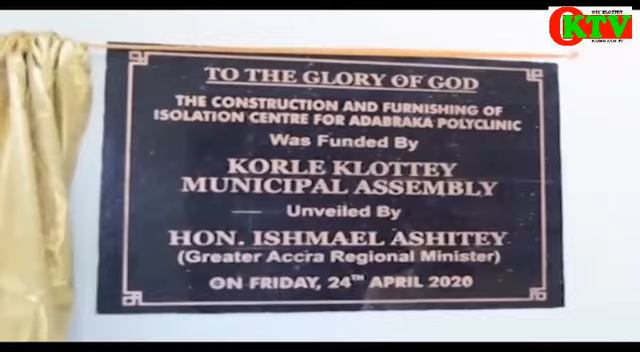 OKTV
TO THE GLORY OF GOD
THE CONSTRUCTION AND FURNISHING OF
ISOLATION CENTRE FOR ADABRAKA POLYCLINIC
Was Funded By
KORLE KLOTTEY
MUNICIPAL ASSEMBLY
Unveiled By
HON. ISHMAEL ASHITEY
(Greater Accra Regional Minister)
ON FRIDAY, 24TH APRIL 2020